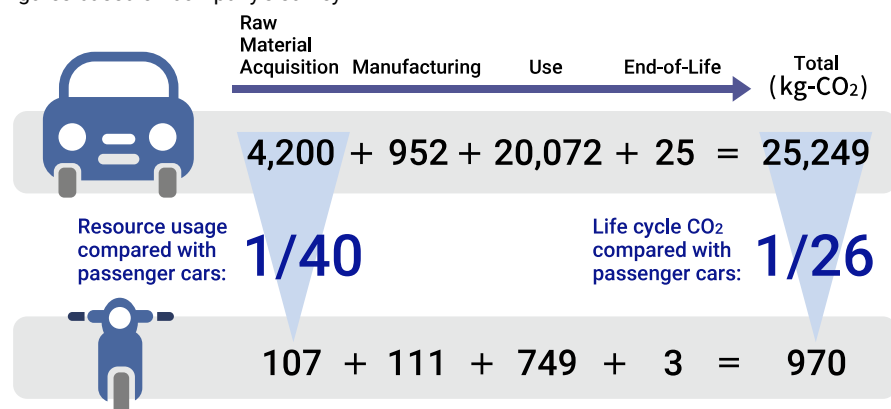 Raw
Material
Acquisition Manufacturing Use End-of-Life Total
(kg-CO₂)
4,200 + 952 + 20,072 + 25 = 25,249
Resource usage
compared with
passenger cars:
1/40
Life cycle CO₂
compared with
passenger cars:
1/26
107 + 111 + 749 + 3 = 970